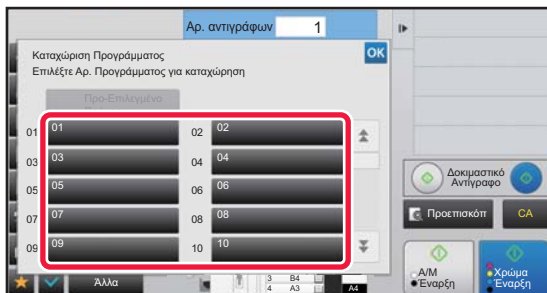 Αρ. αντιγράφων 1
Καταχώριση Προγράμματος
OK
Επιλέξτε Αρ. Προγράμματος για καταχώρηση
Προ-Επιλεγμένο
01 01 02 02
03 03 04 04
05 05 06 06
07 07 08 08
09 09 10 10
Δοκιμαστικό
Αντίγραφο
Προεπισκόπ
CA
Άλλα
3 B4
4 A3
A4
Α/Μ
Έναρξη
Χρώμα
Έναρξη